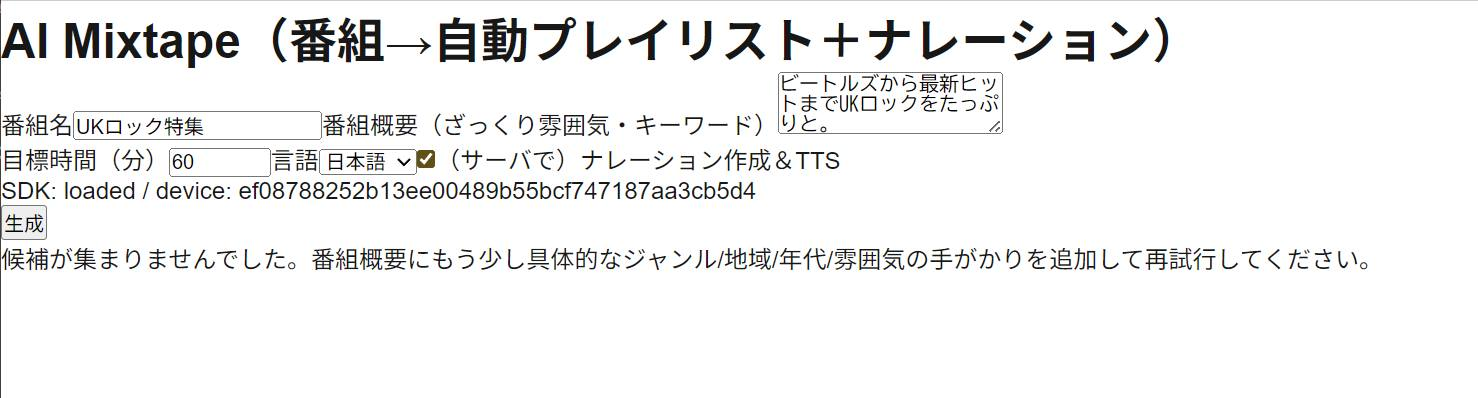 AI Mixtape（番組→自動プレイリスト＋ナレーション）
番組名 UKロック特集 番組概要（ざっくり雰囲気・キーワード） ビートルズから最新ヒッ
トまでUKロックをたっぷ
りと。
目標時間（分） 60 言語 日本語 （サーバで）ナレーション作成＆TTS
SDK: loaded / device: ef08788252b13ee00489b55bcf747187aa3cb5d4
生成
候補が集まりませんでした。番組概要にもう少し具体的なジャンル/地域/年代/雰囲気の手がかりを追加して再試行してください。